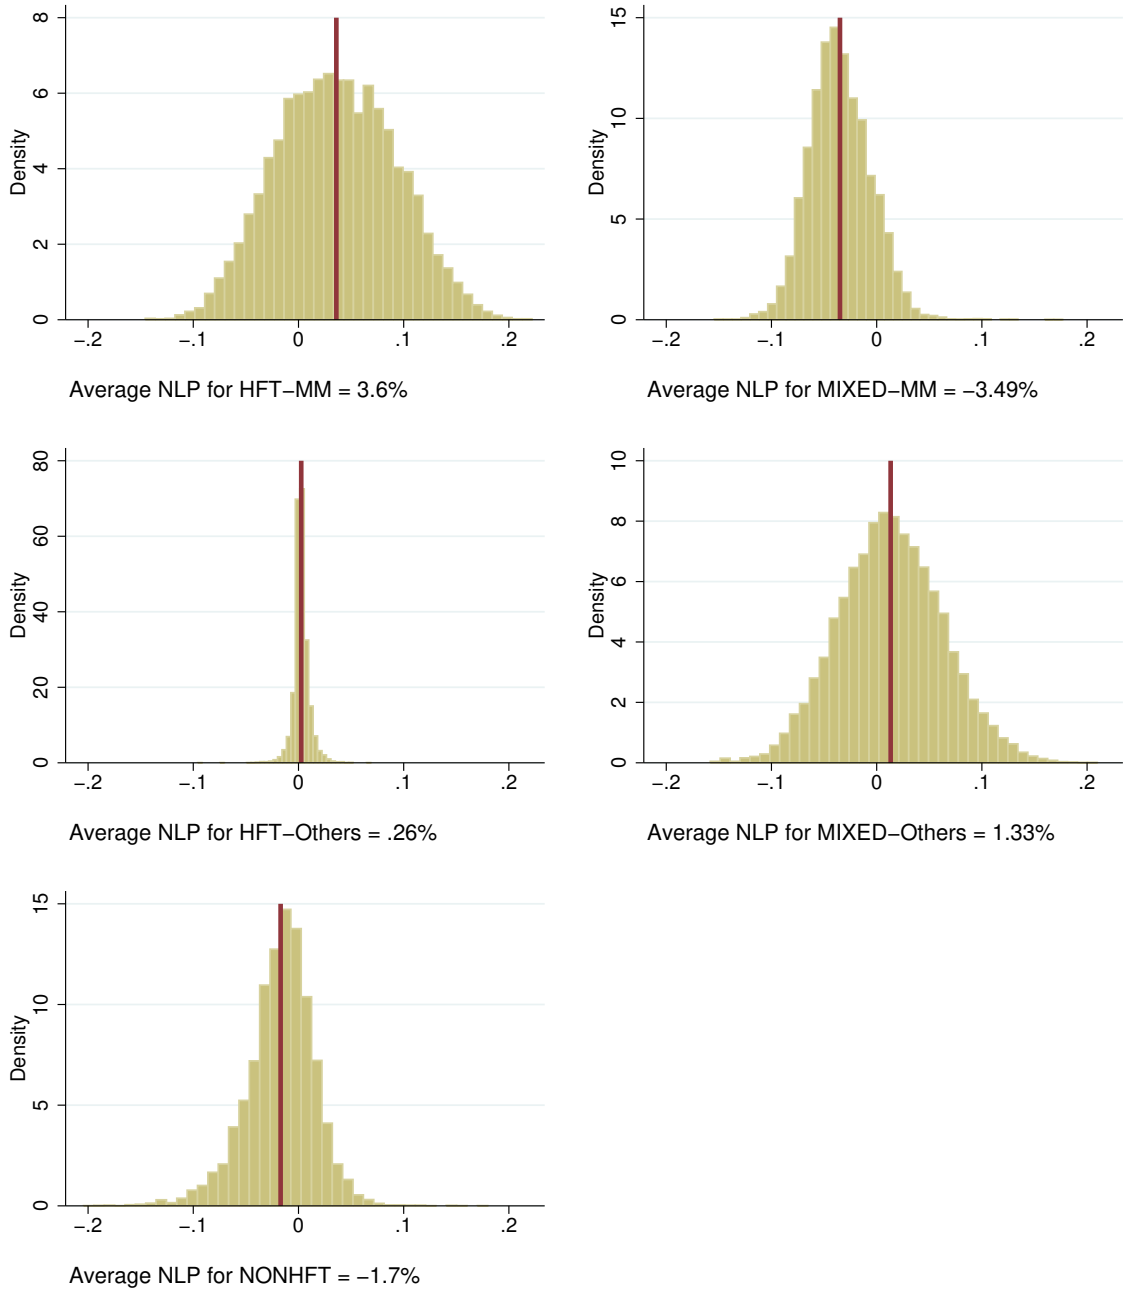 8
6
4
2
0
Density
−.2 −.1 0 .1 .2
Average NLP for HFT−MM = 3.6%
15
10
5
0
Density
−.2 −.1 0 .1 .2
Average NLP for MIXED−MM = −3.49%
80
60
40
20
0
Density
−.2 −.1 0 .1 .2
Average NLP for HFT−Others = .26%
10
8
6
4
2
0
Density
−.2 −.1 0 .1 .2
Average NLP for MIXED−Others = 1.33%
15
10
5
0
Density
−.2 −.1 0 .1 .2
Average NLP for NONHFT = −1.7%